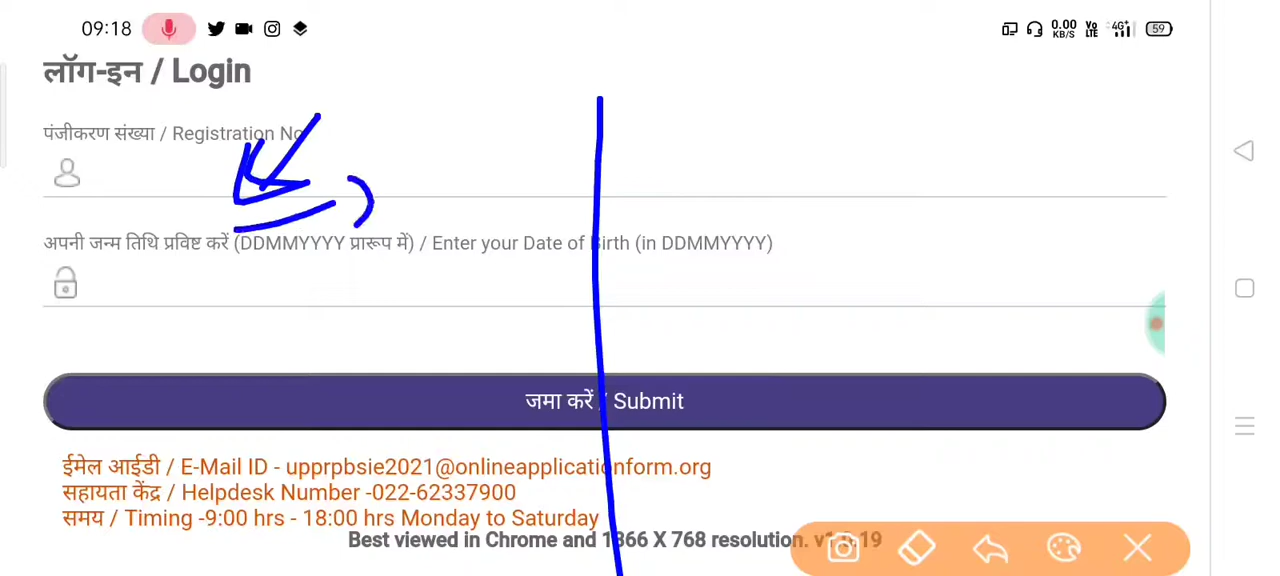 09:18
0.00 KB/S Vo LTE 4G+ 59
लॉग-इन / Login
पंजीकरण संख्या / Registration No
अपनी जन्म तिथि प्रविष्ट करें (DDMMYYYY प्रारूप में) / Enter your Date of Birth (in DDMMYYYY)
जमा करें / Submit
ईमेल आईडी / E-Mail ID - upprpbsie2021@onlineapplicationform.org
सहायता केंद्र / Helpdesk Number -022-62337900
समय / Timing -9:00 hrs - 18:00 hrs Monday to Saturday
Best viewed in Chrome and 1366 X 768 resolution.